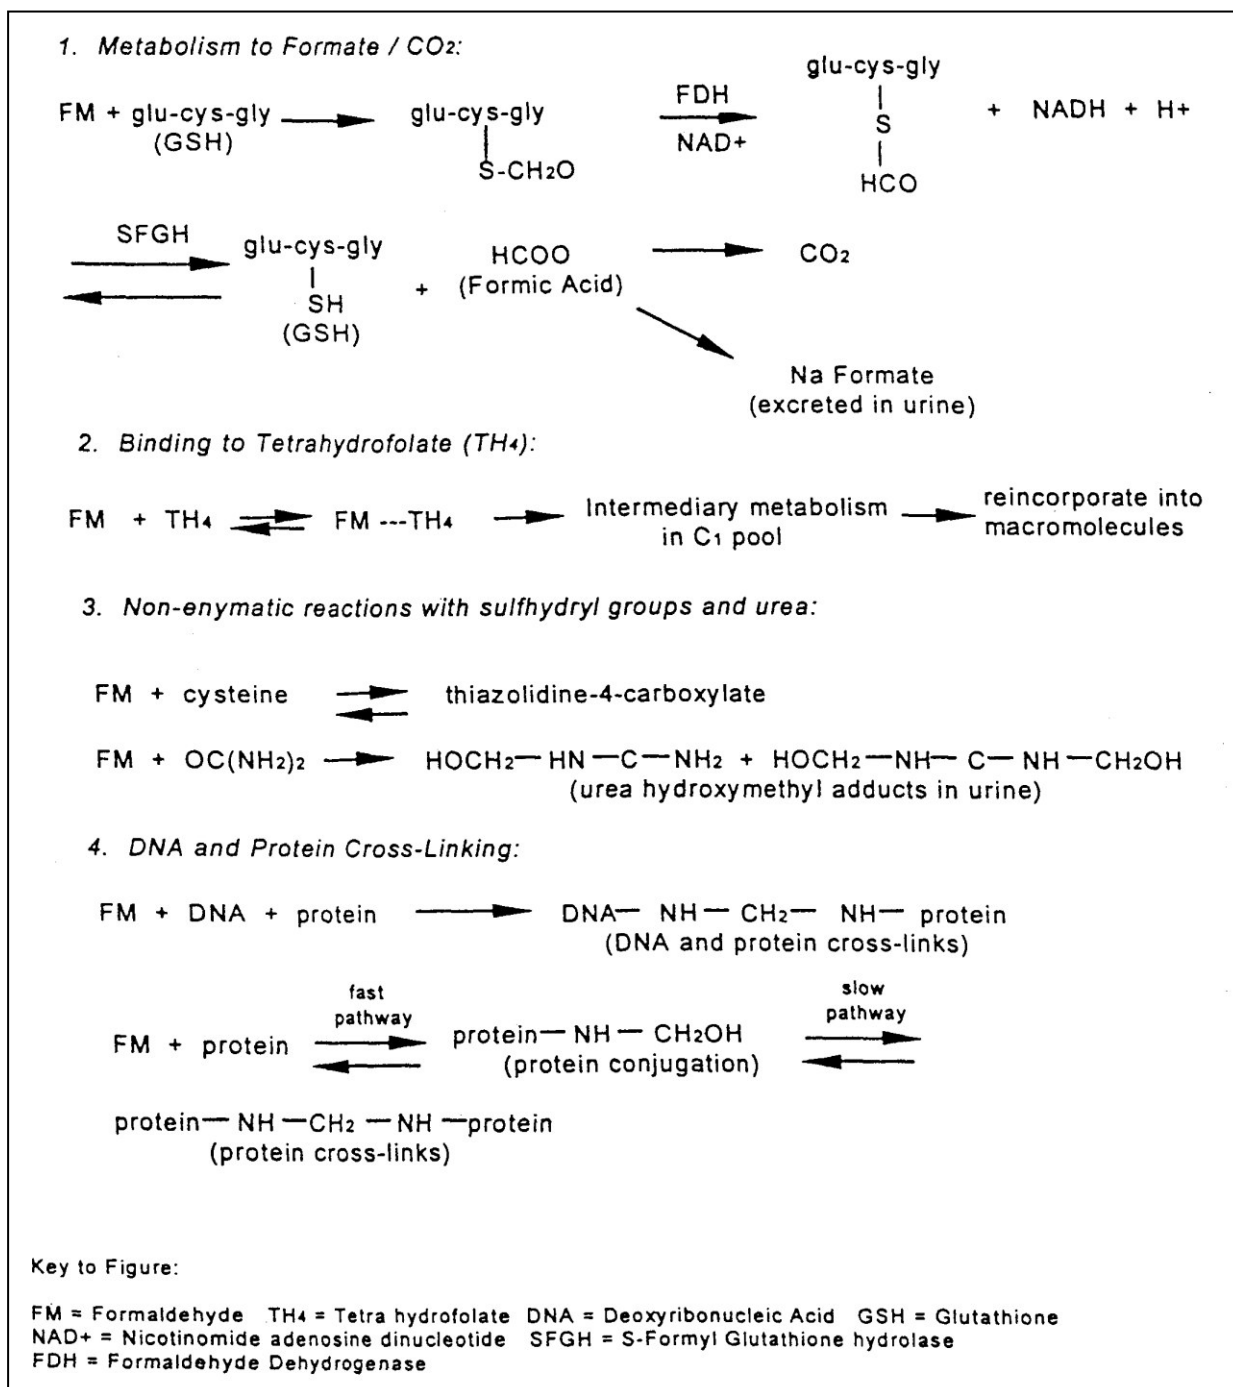 1. Metabolism to Formate / CO₂:
FM + glu-cys-gly
(GSH)
glu-cys-gly
S-CH₂O
FDH
NAD+
glu-cys-gly
S
HCO
+ NADH + H+
SFGH
glu-cys-gly
SH
(GSH)
+
HCOO
(Formic Acid)
CO₂
Na Formate
(excreted in urine)
2. Binding to Tetrahydrofolate (TH₄):
FM + TH₄
FM ---TH₄
Intermediary metabolism
in C₁ pool
reincorporate into
macromolecules
3. Non-enymatic reactions with sulfhydryl groups and urea:
FM + cysteine
thiazolidine-4-carboxylate
FM + OC(NH₂)₂
HOCH₂— HN —C—NH₂ + HOCH₂—NH— C— NH —CH₂OH
(urea hydroxymethyl adducts in urine)
4. DNA and Protein Cross-Linking:
FM + DNA + protein
DNA— NH— CH₂— NH— protein
(DNA and protein cross-links)
FM + protein
fast
pathway
protein— NH — CH₂OH
(protein conjugation)
slow
pathway
protein— NH —CH₂ —NH —protein
(protein cross-links)
Key to Figure:
FM = Formaldehyde TH₄ = Tetra hydrofolate DNA = Deoxyribonucleic Acid GSH = Glutathione
NAD+ = Nicotinomide adenosine dinucleotide SFGH = S-Formyl Glutathione hydrolase
FDH = Formaldehyde Dehydrogenase